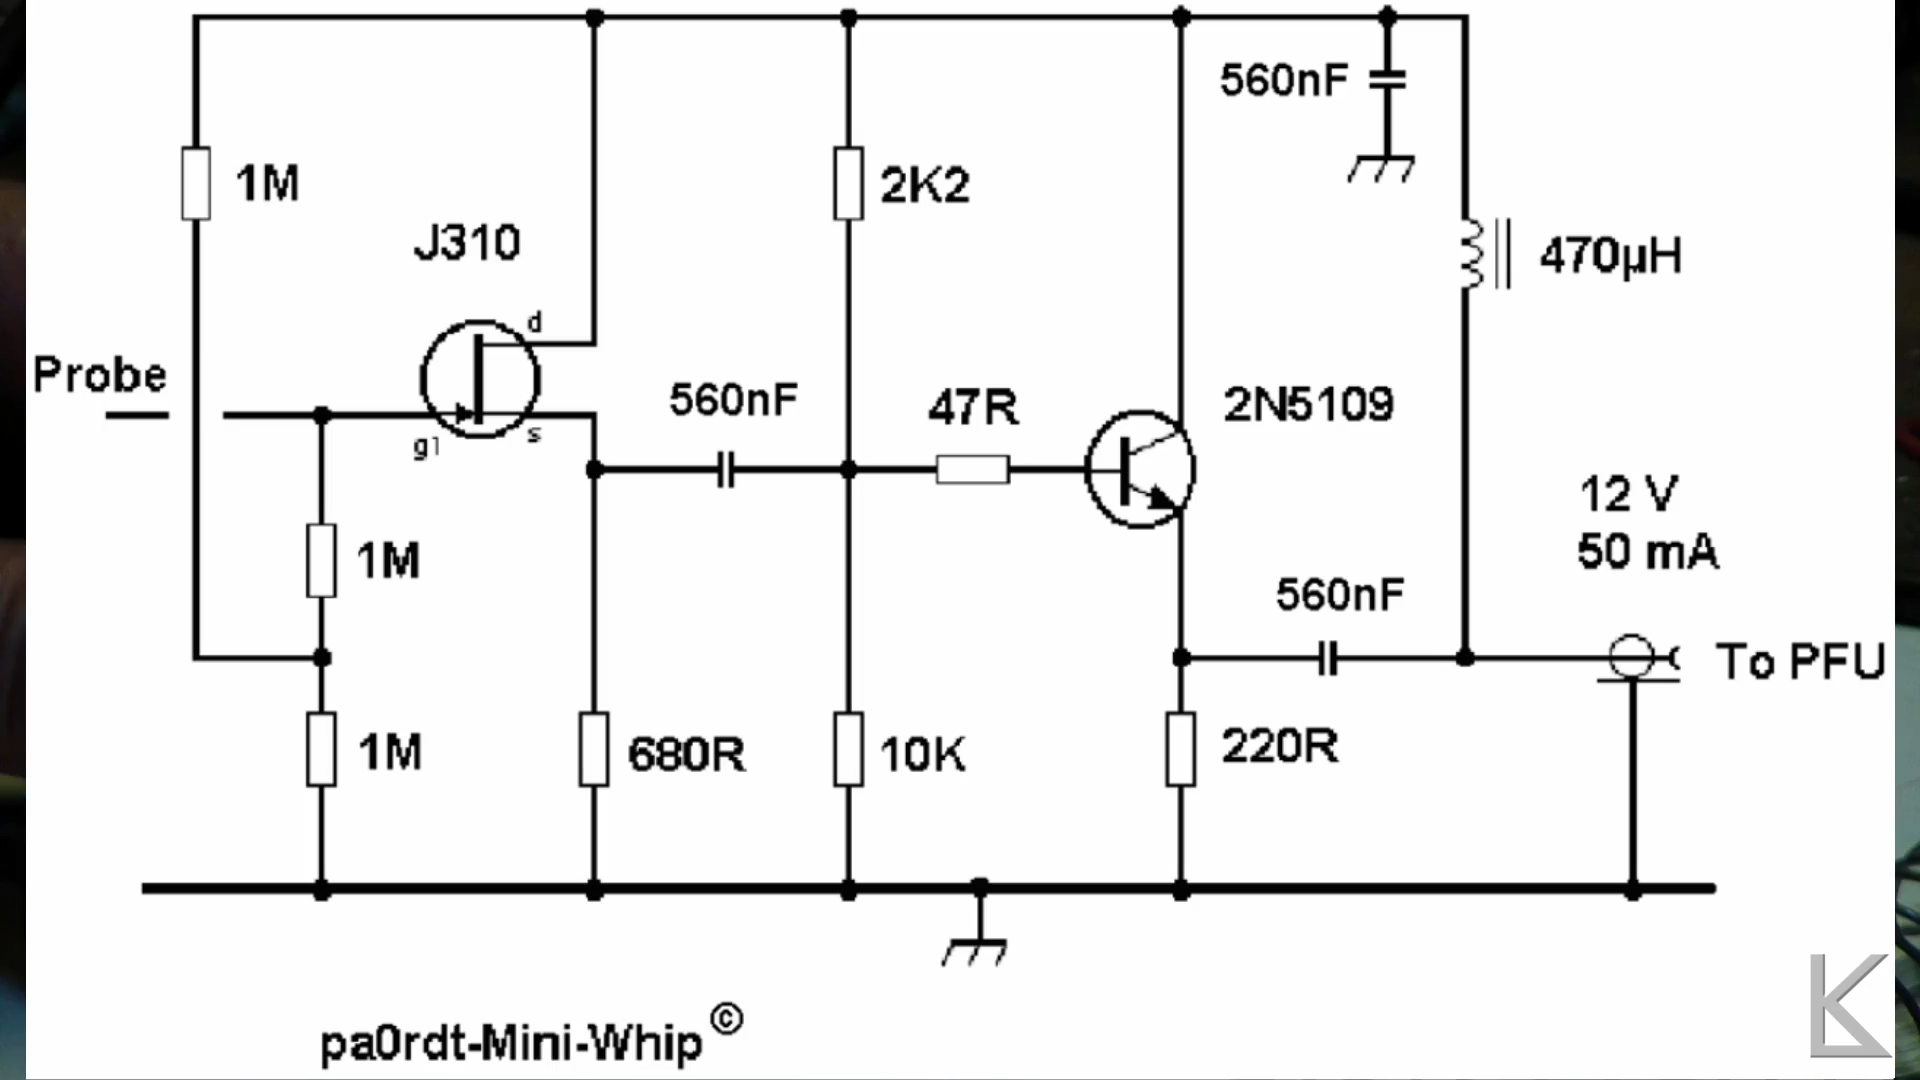 560nF
1M
2K2
J310
470µH
d
Probe
560nF
47R
2N5109
g1
s
12 V
50 mA
1M
560nF
To PFU
1M
680R
10K
220R
pa0rdt-Mini-Whip©
K